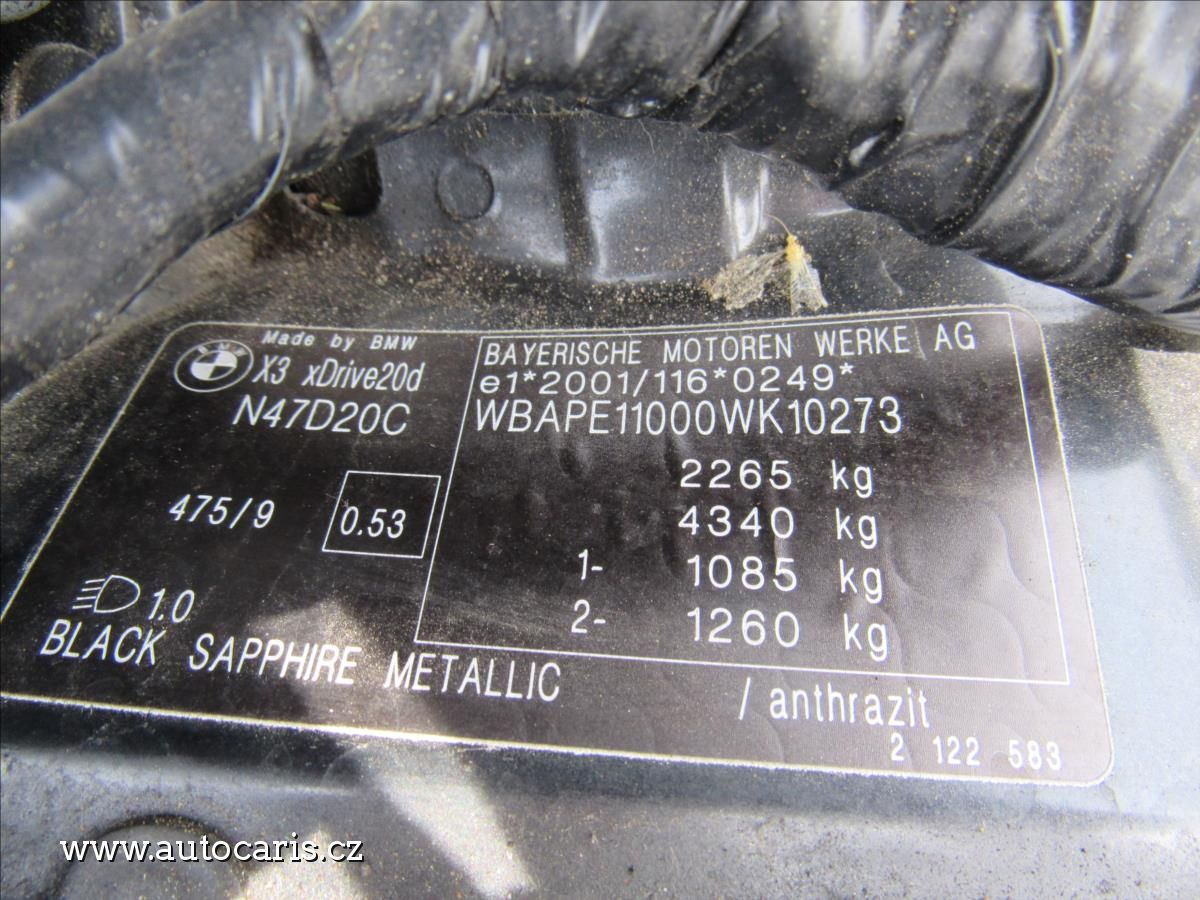 Made by BMW
BMW
X3 xDrive20d
N47D20C
475/9
0.53
1.0
BLACK SAPPHIRE METALLIC
BAYERISCHE MOTOREN WERKE AG
e1*2001/116*0249*
WBAPE11000WK10273
2265 kg
4340 kg
1- 1085 kg
2- 1260 kg
/ anthrazit
2 122 583
www.autocaris.cz